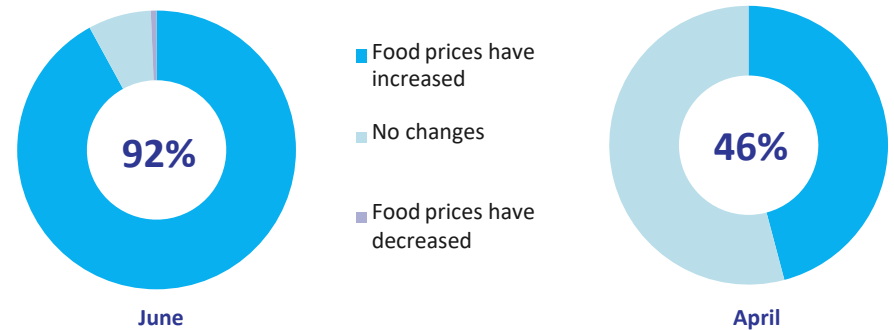 92%
June
Food prices have
increased
No changes
Food prices have
decreased
46%
April